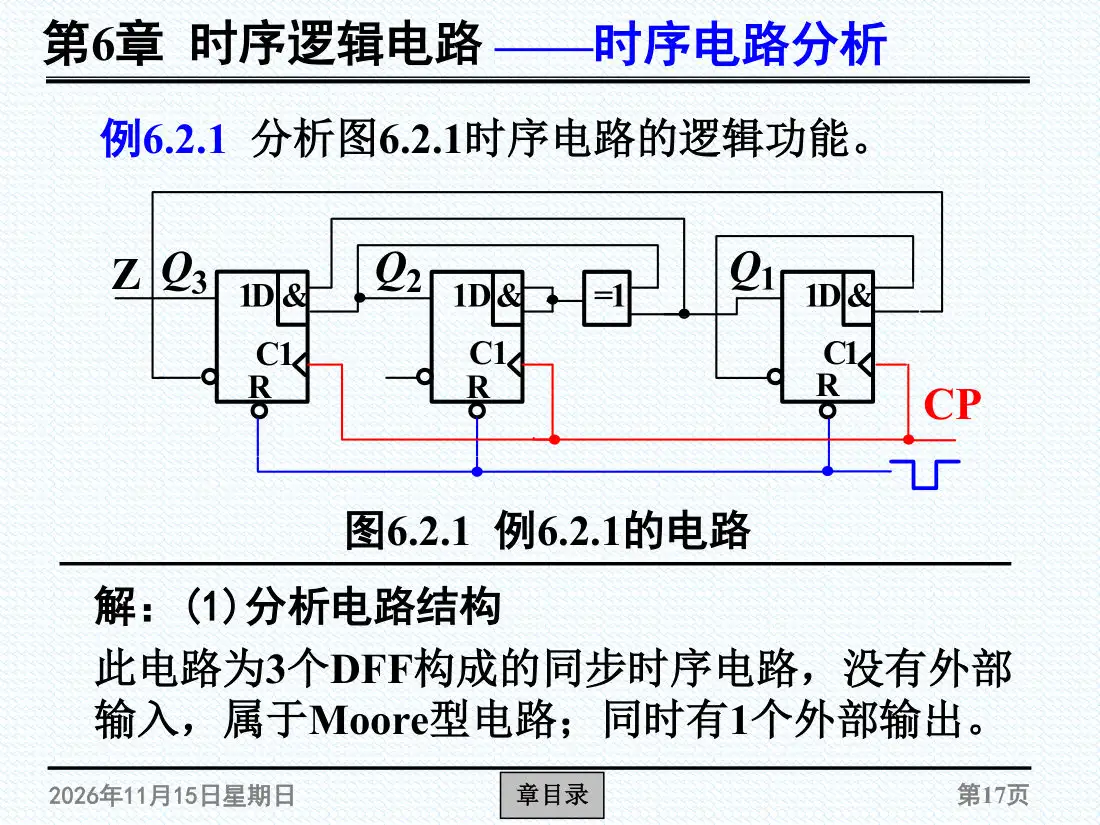 第6章 时序逻辑电路 ——时序电路分析
例6.2.1 分析图6.2.1时序电路的逻辑功能。
Z Q3 1D & Q2 1D & =1 Q1 1D &
C1 C1 C1
R R R
CP
图6.2.1 例6.2.1的电路
解：(1)分析电路结构
此电路为3个DFF构成的同步时序电路，没有外部
输入，属于Moore型电路；同时有1个外部输出。
2026年11月15日星期日 章目录 第17页